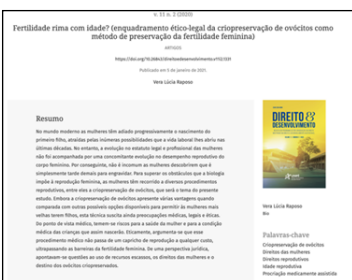 v. 11 n. 2 (2020)
Fertilidade rima com idade? (enquadramento ético-legal da criopreservação de ovócitos como
método de preservação da fertilidade feminina)
ARTIGOS
Publicado em 5 de janeiro de 2021.
Vera Lúcia Raposo
Resumo
No mundo moderno as mulheres têm adiado progressivamente o nascimento do
primeiro filho, atraídas pelas inúmeras possibilidades que a vida laboral lhes abriu nas
últimas décadas. No entanto, a evolução no estatuto legal e profissional das mulheres
não foi acompanhada por uma concomitante evolução no desempenho reprodutivo do
corpo feminino. Por conseguinte, não é incomum as mulheres descobrirem que é
simplesmente tarde demais para engravidar. Para superar os obstáculos que a biologia
impõe à reprodução feminina, as mulheres têm recorrido a diversos procedimentos
reprodutivos, entre eles a criopreservação de ovócitos, que será o tema do presente
estudo. Embora a criopreservação de ovócitos apresente várias vantagens quando
comparada com outras possíveis opções disponíveis para permitir às mulheres mais
velhas terem filhos, esta técnica suscita ainda preocupações médicas, legais e éticas.
Do ponto de vista médico, temem-se riscos para a saúde da mulher e para a condição
médica das crianças que assim nascerão. Eticamente, argumenta-se que esse
procedimento médico não passa de um capricho de reprodução a qualquer custo,
ultrapassando as barreiras da fertilidade feminina. De uma perspectiva jurídica,
apontam-se questões ao uso de recursos escassos, os direitos das mulheres e o
destino dos ovócitos criopreservados.
DIREITO &
DESENVOLVIMENTO
Vera Lúcia Raposo
Bio
Palavras-chave
Criopreservação de ovócitos
Direitos das mulheres
Direitos reprodutivos
Idade reprodutiva
Procriação medicamente assistida